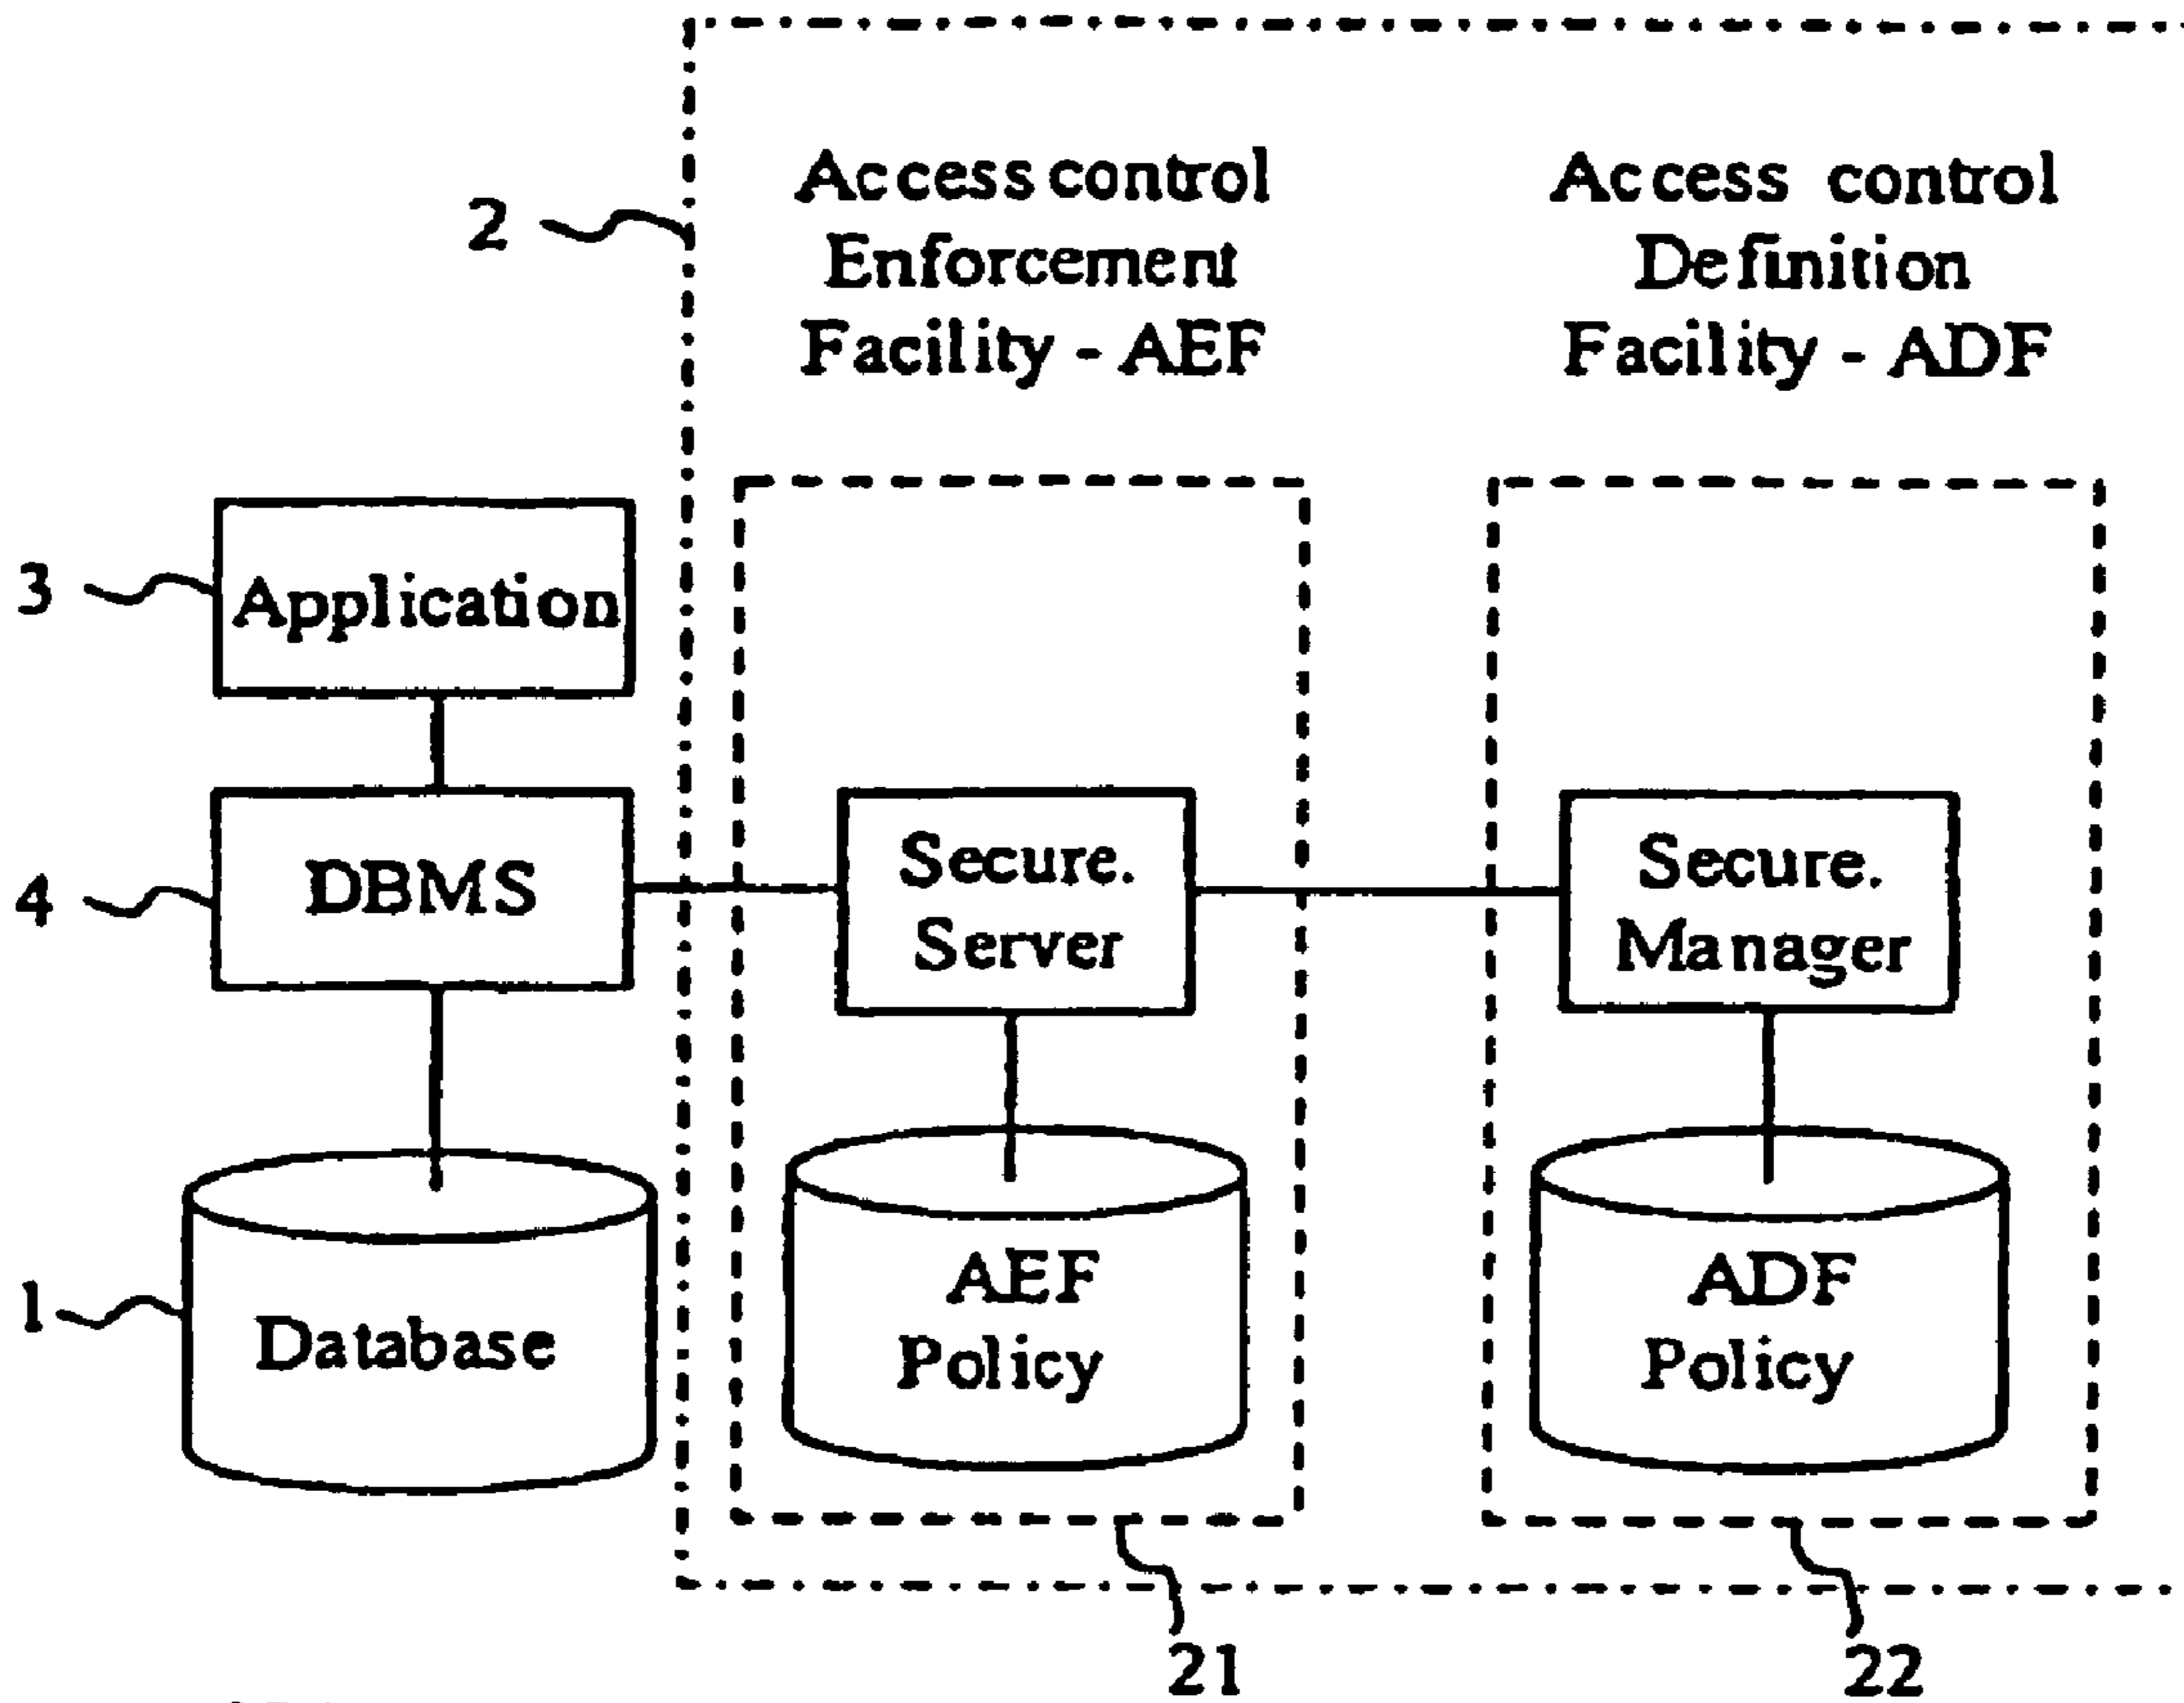 2
Access control
Enforcement
Facility - AEF
Access control
Definition
Facility - ADF
3
Application
4
DBMS
Secure.
Server
Secure.
Manager
1
Database
AEF
Policy
ADF
Policy
21
22